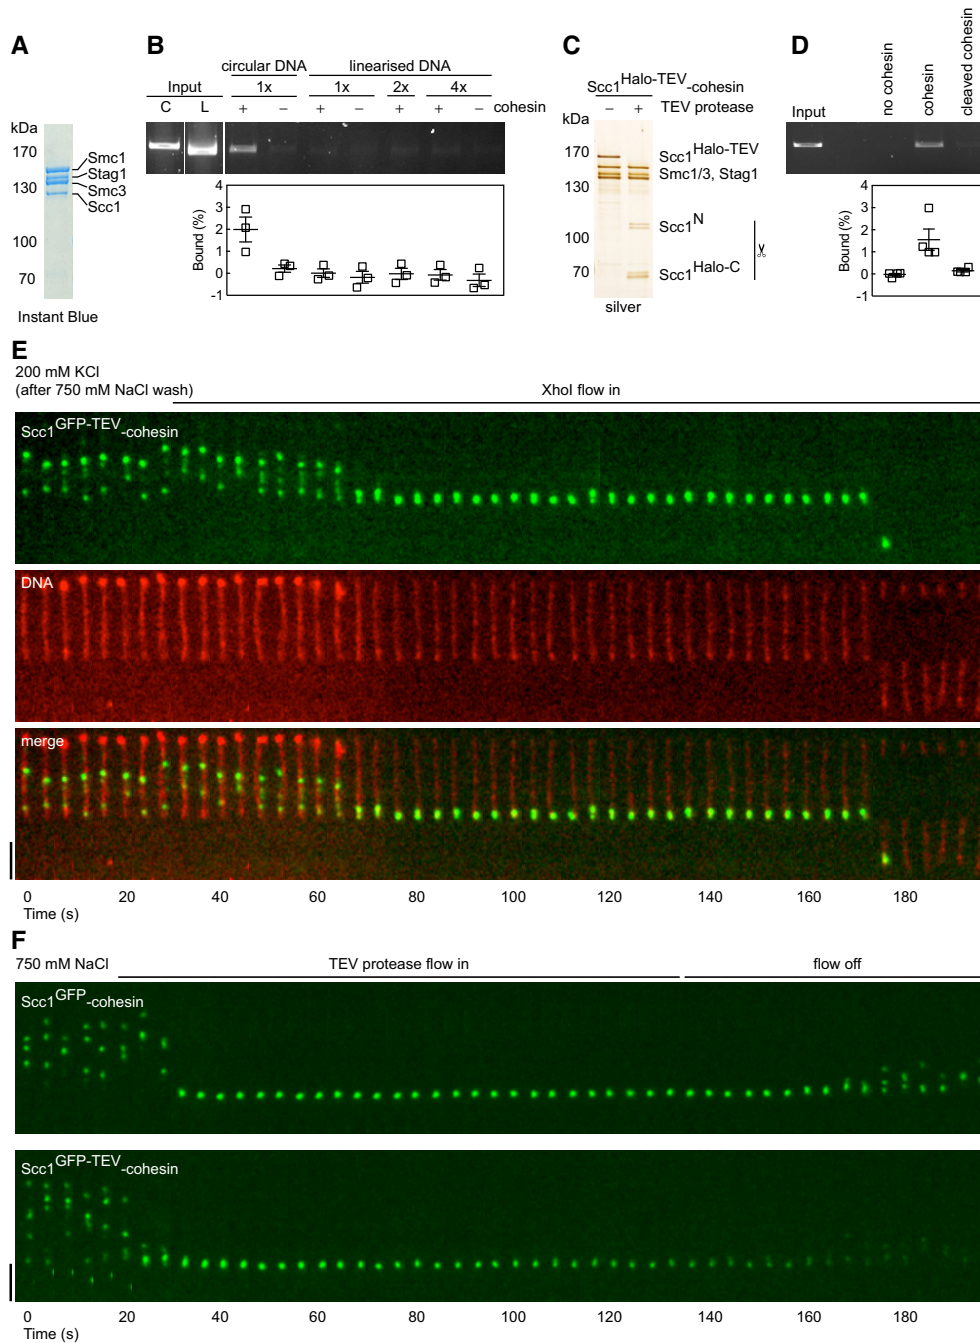 A
kDa
170
130
100
70
Smc1
Stag1
Smc3
Scc1
Instant Blue
B
circular DNA linearised DNA
Input 1x 1x 2x 4x
C L + – + – + + – cohesin
Bound (%)
4
3
2
1
0
-1
C
Scc1Halo-TEV-cohesin
– + TEV protease
kDa
170
130
100
70
Scc1Halo-TEV
Smc1/3, Stag1
Scc1N
Scc1Halo-C
silver
D
Input
no cohesin
cohesin
cleaved cohesin
Bound (%)
4
3
2
1
0
-1
E
200 mM KCl
(after 750 mM NaCl wash) XhoI flow in
Scc1GFP-TEV-cohesin
DNA
merge
0 20 40 60 80 100 120 140 160 180
Time (s)
F
750 mM NaCl TEV protease flow in flow off
Scc1GFP-cohesin
Scc1GFP-TEV-cohesin
0 20 40 60 80 100 120 140 160 180
Time (s)